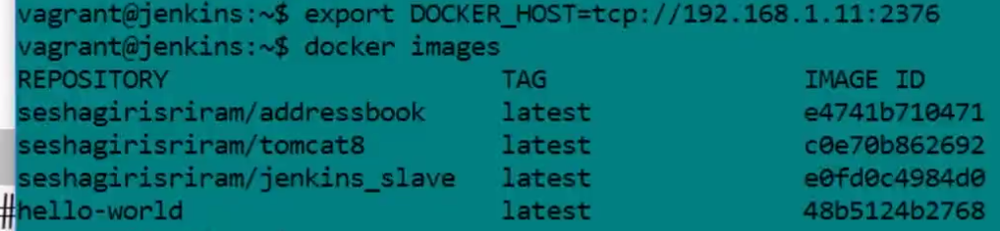 vagrant@jenkins:~$ export DOCKER_HOST=tcp://192.168.1.11:2376
vagrant@jenkins:~$ docker images
REPOSITORY TAG IMAGE ID
seshagirisriram/addressbook latest e4741b710471
seshagirisriram/tomcat8 latest c0e70b862692
seshagirisriram/jenkins_slave latest e0fd0c4984d0
#hello-world latest 48b5124b2768